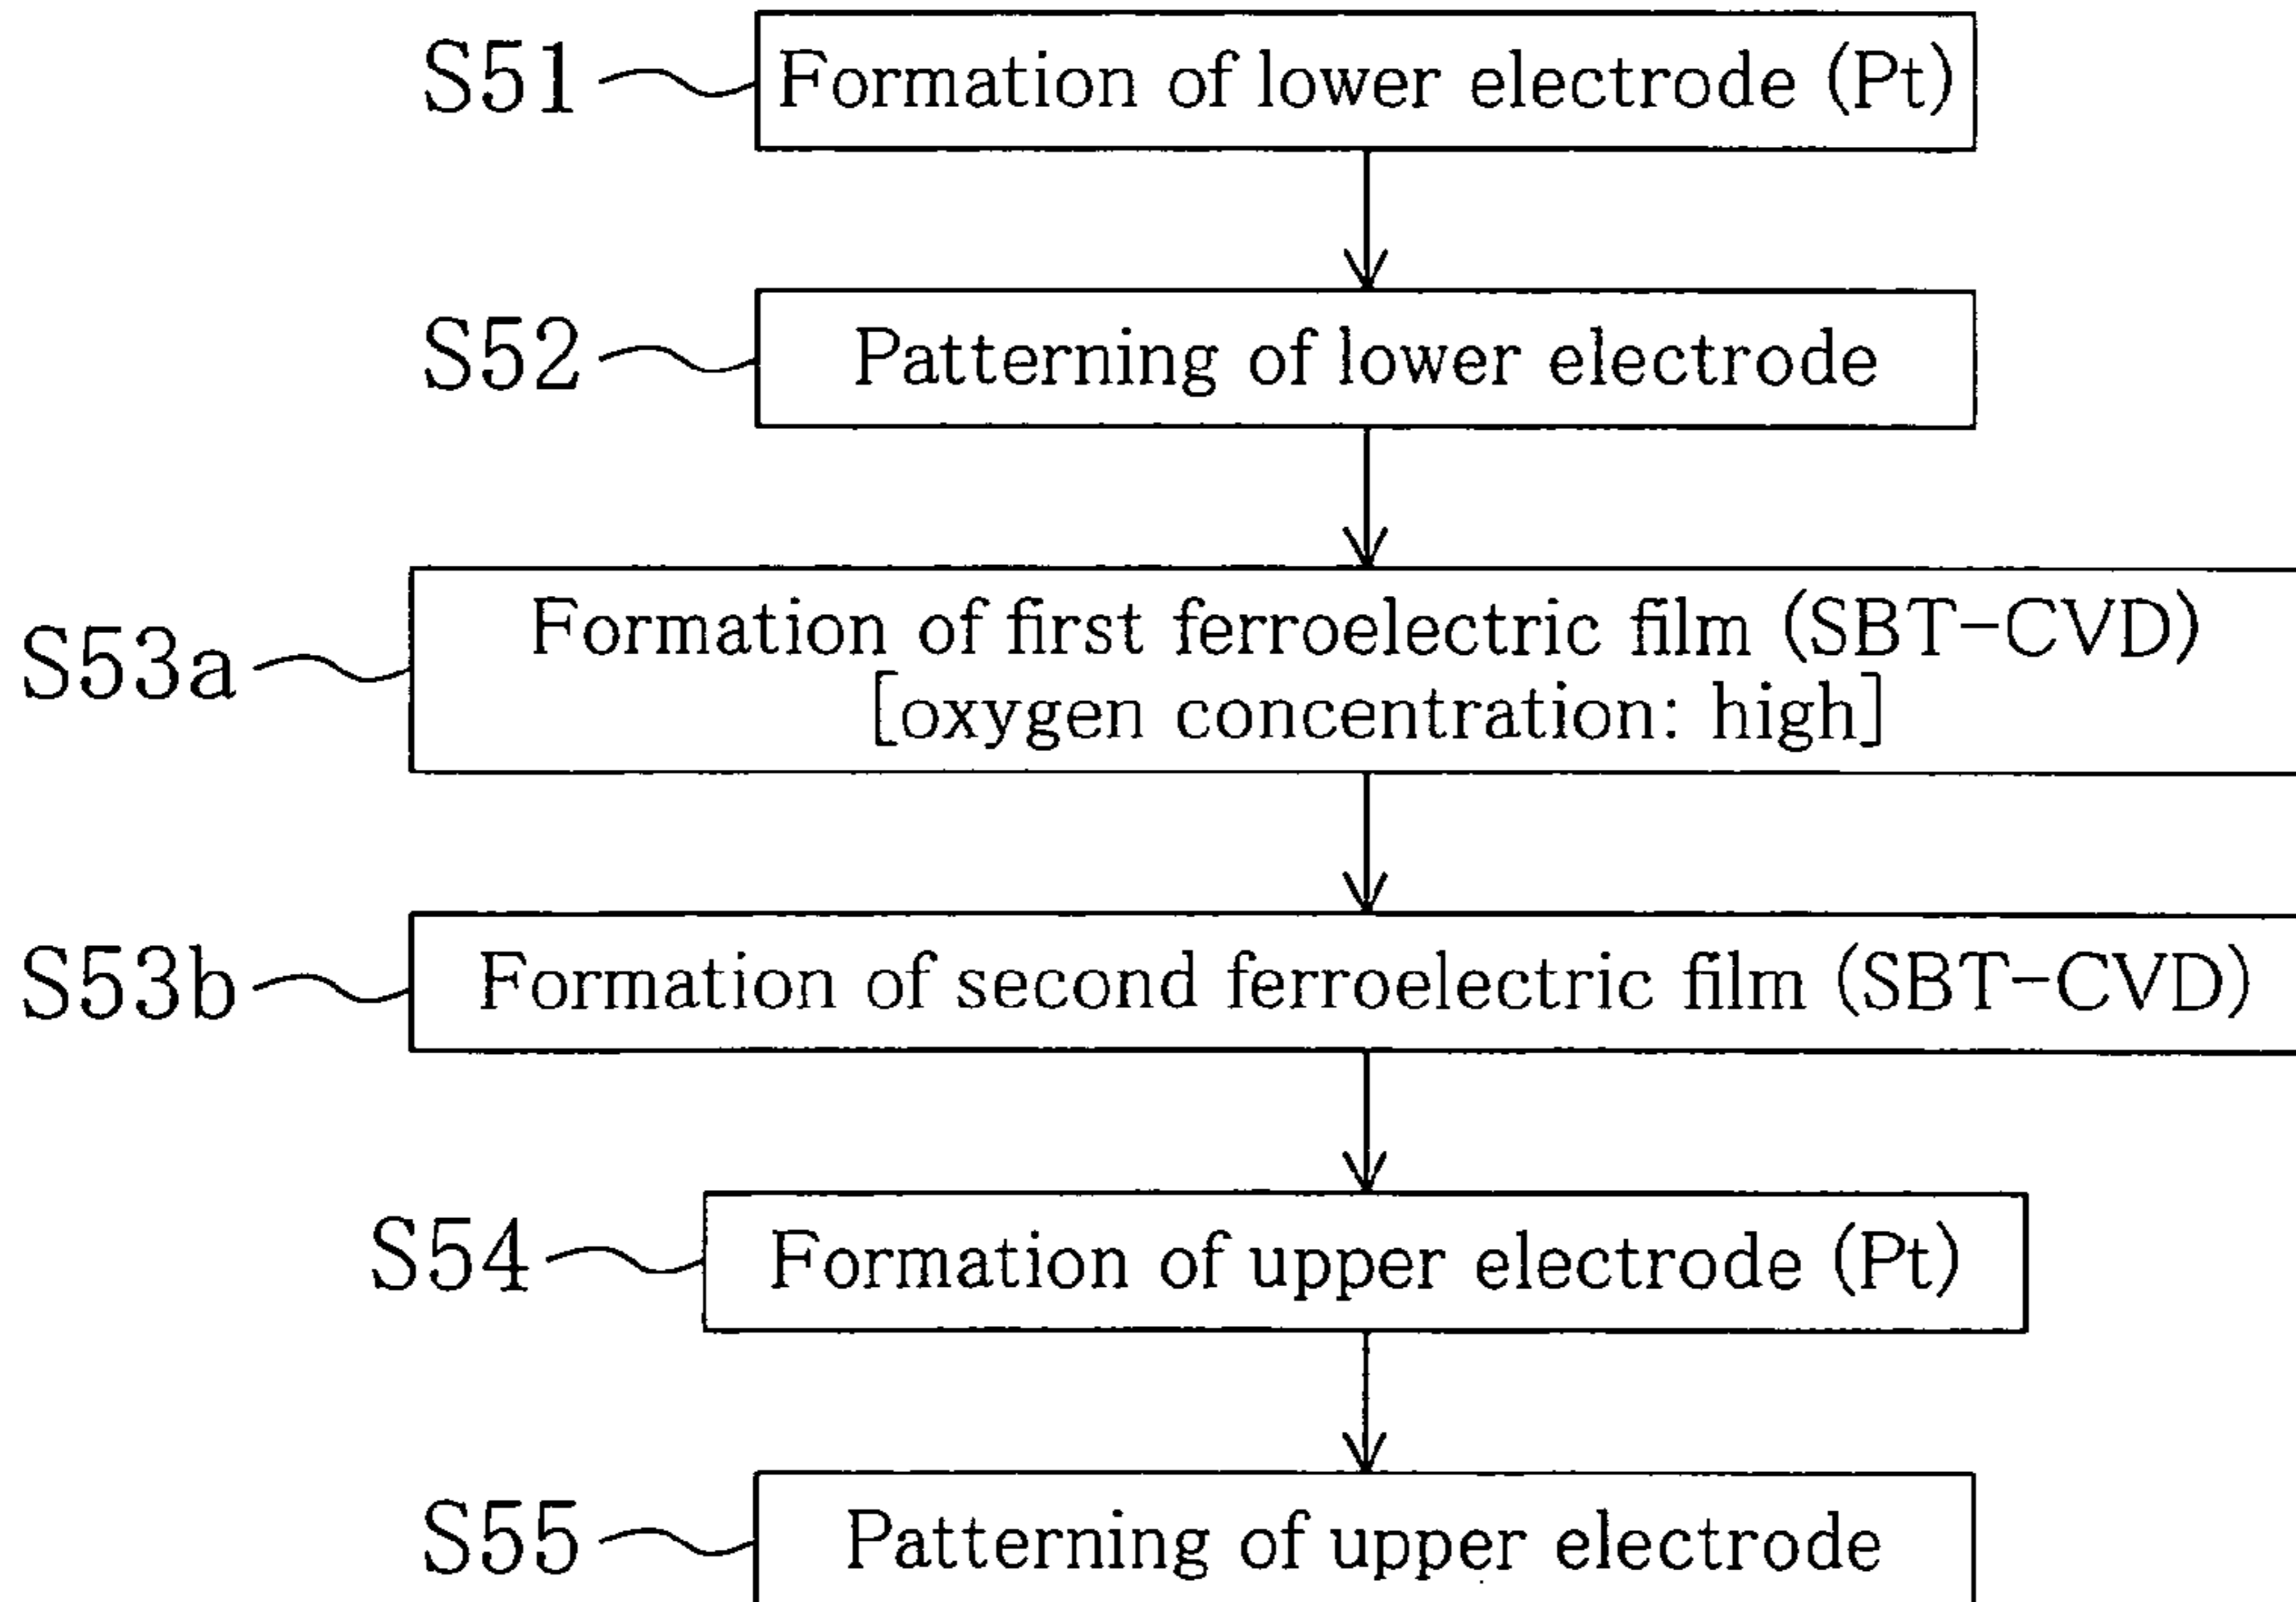 S51 Formation of lower electrode (Pt)
S52 Patterning of lower electrode
S53a Formation of first ferroelectric film (SBT-CVD)
[oxygen concentration: high]
S53b Formation of second ferroelectric film (SBT-CVD)
S54 Formation of upper electrode (Pt)
S55 Patterning of upper electrode